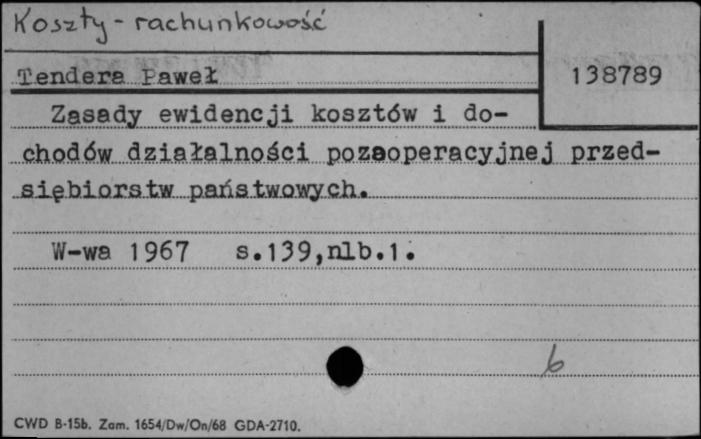 Koszty - rachunkowość
Tendera Paweł
138789
Zasady ewidencji kosztów i do-
chodów działalności pozaoperacyjnej przed-
siębiorstw państwowych.
W-wa 1967 s.139,nlb.1.
6
CWD B-15b. Zam. 1654/Dw/On/68 GDA-2710.